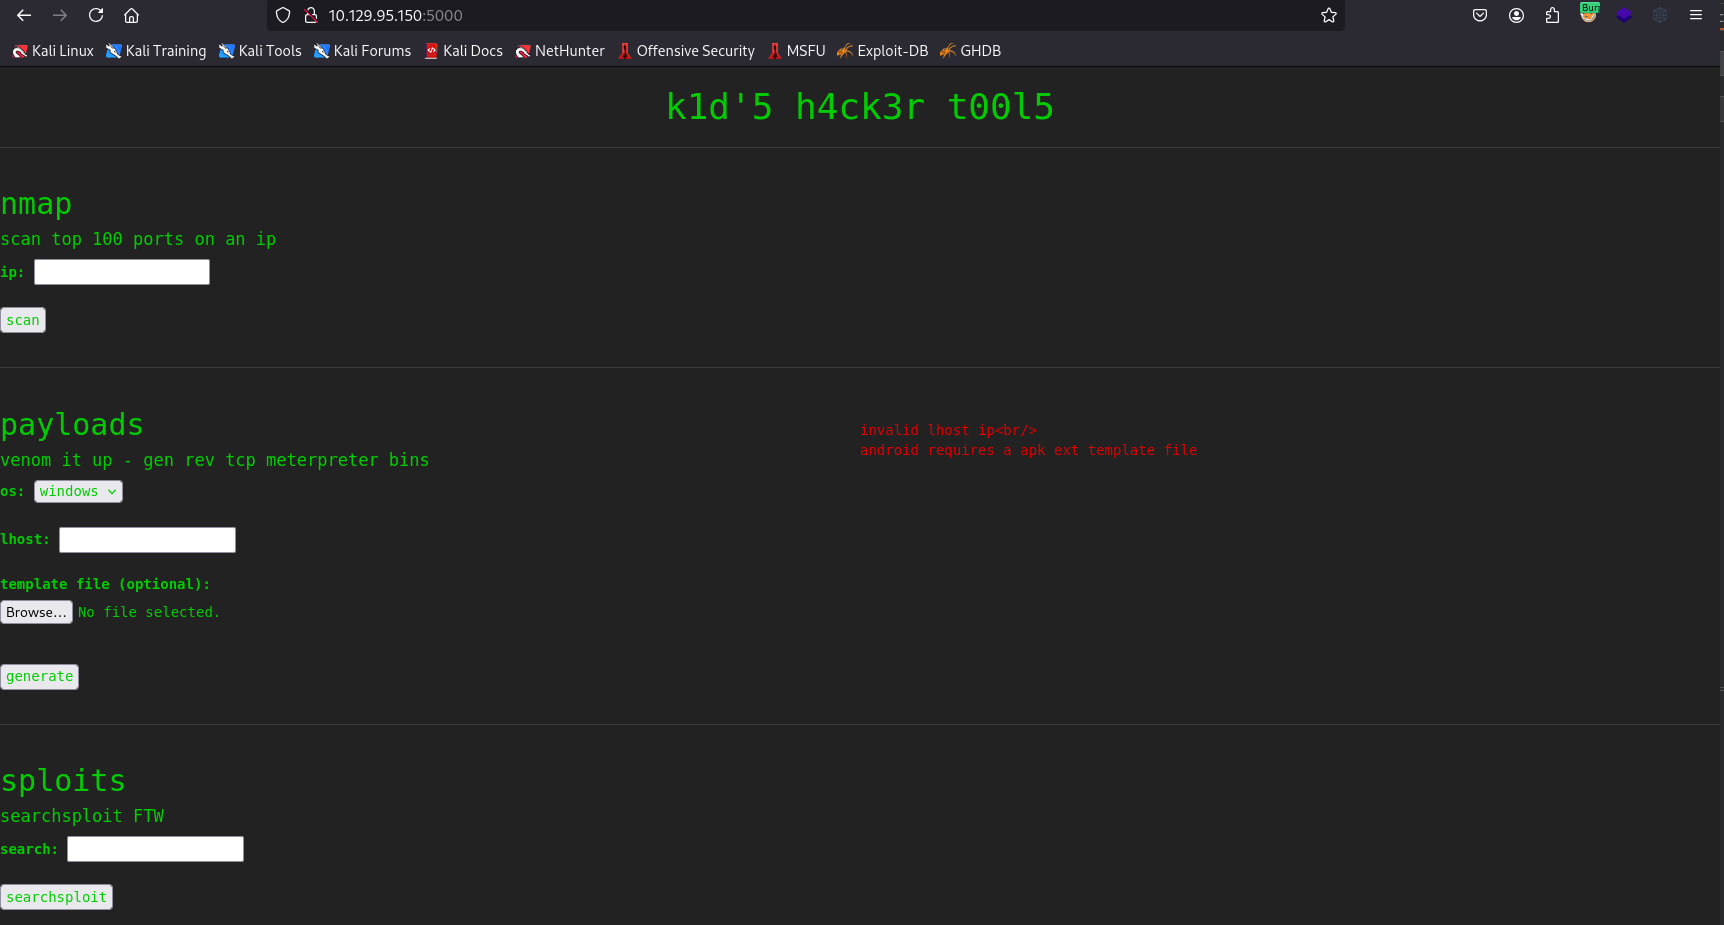 10.129.95.150:5000
Burp
Kali Linux Kali Training Kali Tools Kali Forums Kali Docs NetHunter Offensive Security MSFU Exploit-DB GHDB
k1d'5 h4ck3r t00l5
nmap
scan top 100 ports on an ip
ip:
scan
payloads
venom it up - gen rev tcp meterpreter bins
os: windows
lhost:
template file (optional):
Browse... No file selected.
generate
invalid lhost ip<br/>
android requires a apk ext template file
sploits
searchsploit FTW
search:
searchsploit